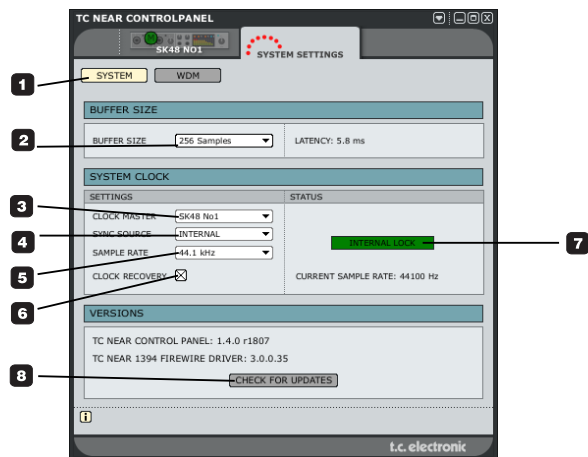 TC NEAR CONTROLPANEL
SK48 NO1
SYSTEM SETTINGS
1
SYSTEM
WDM
BUFFER SIZE
2
BUFFER SIZE
256 Samples
LATENCY: 5.8 ms
SYSTEM CLOCK
SETTINGS
STATUS
3
CLOCK MASTER
SK48 No1
4
SYNC SOURCE
INTERNAL
INTERNAL LOCK
7
5
SAMPLE RATE
44.1 kHz
6
CLOCK RECOVERY
CURRENT SAMPLE RATE: 44100 Hz
VERSIONS
TC NEAR CONTROL PANEL: 1.4.0 r1807
TC NEAR 1394 FIREWIRE DRIVER: 3.0.0.35
8
CHECK FOR UPDATES
i
t.c. electronic